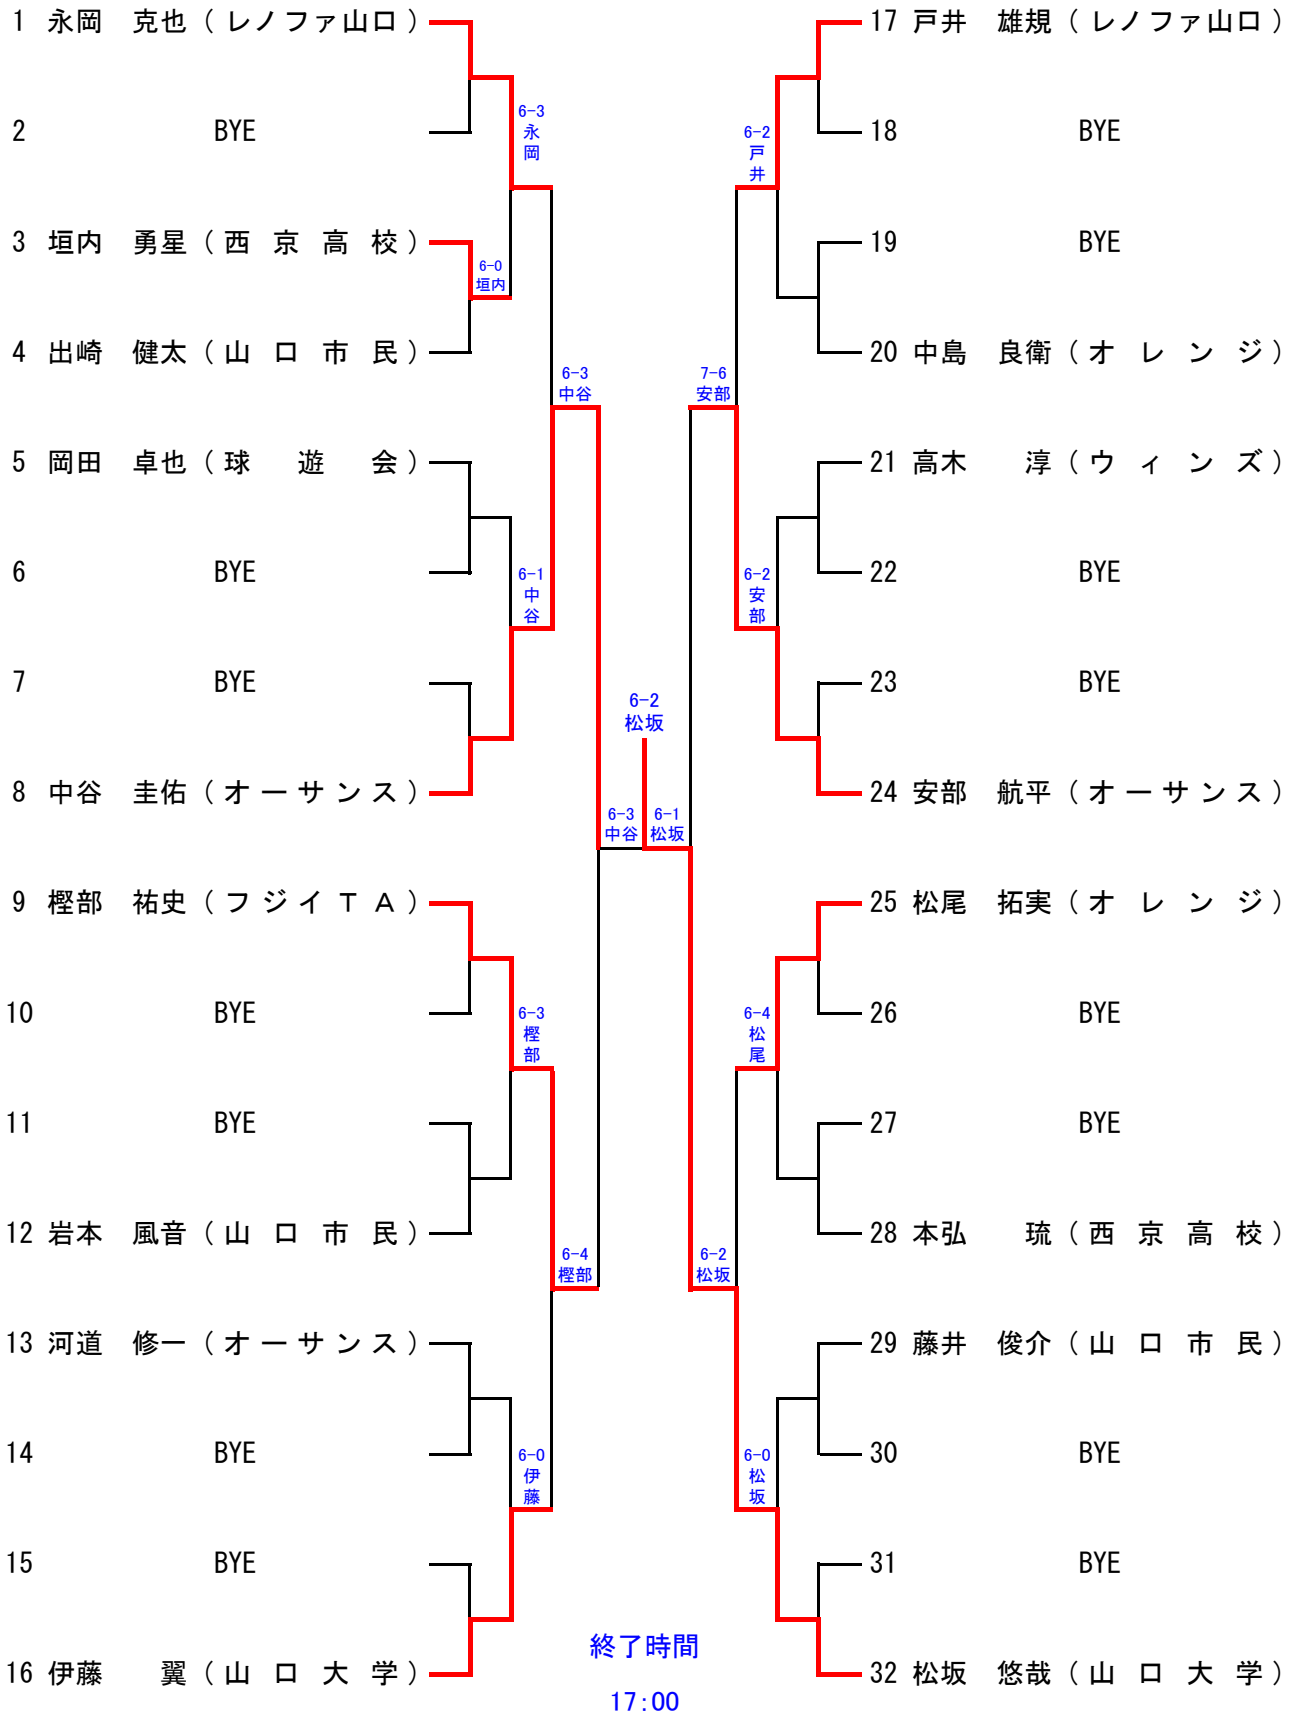 1 永岡　克也（レノファ山口）
2 BYE
3 垣内　勇星（西京高校）
4 出崎　健太（山口市民）
5 岡田　卓也（球遊会）
6 BYE
7 BYE
8 中谷　圭佑（オーサンス）
9 樫部　祐史（フジイＴＡ）
10 BYE
11 BYE
12 岩本　風音（山口市民）
13 河道　修一（オーサンス）
14 BYE
15 BYE
16 伊藤　翼（山口大学）
6-0
垣内
6-3
永
岡
6-1
中
谷
6-3
樫
部
6-0
伊
藤
6-3
中谷
6-4
樫部
6-3
中谷
6-2
松坂
6-1
松坂
7-6
安部
6-2
松坂
6-2
戸
井
6-2
安
部
6-4
松
尾
6-0
松
坂
17 戸井　雄規（レノファ山口）
18 BYE
19 BYE
20 中島　良衛（オレンジ）
21 高木　淳（ウィンズ）
22 BYE
23 BYE
24 安部　航平（オーサンス）
25 松尾　拓実（オレンジ）
26 BYE
27 BYE
28 本弘　琉（西京高校）
29 藤井　俊介（山口市民）
30 BYE
31 BYE
32 松坂　悠哉（山口大学）
終了時間
17:00